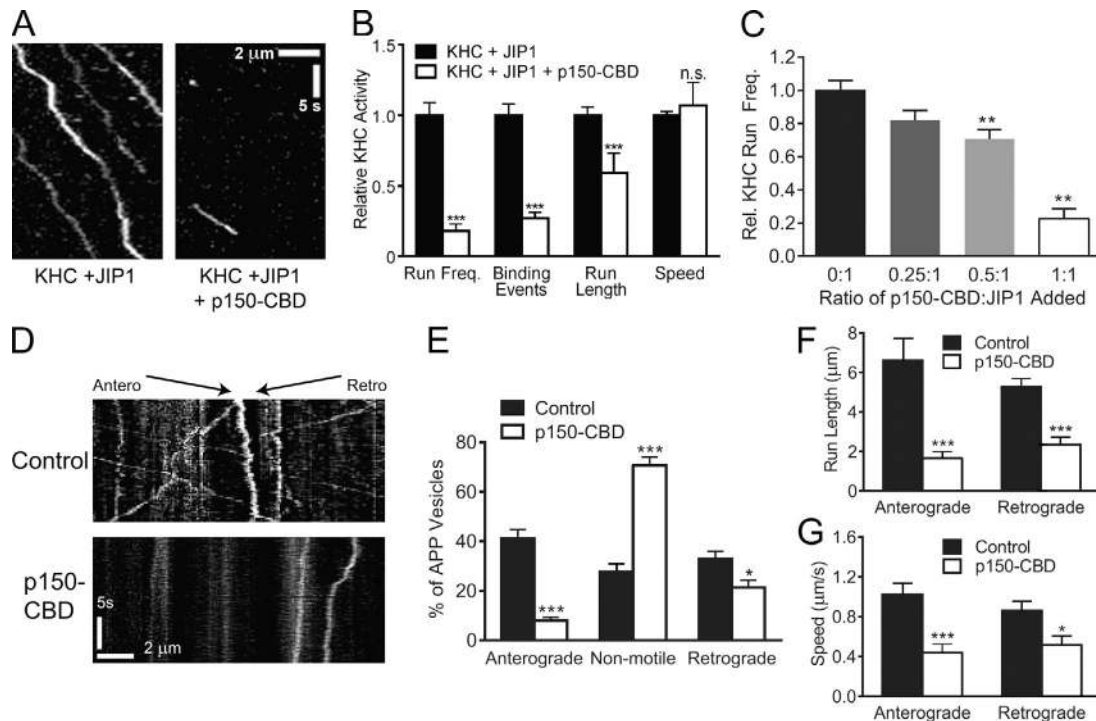 A
2 μm
5 s
KHC +JIP1
KHC +JIP1
+ p150-CBD
B
KHC + JIP1
KHC + JIP1 + p150-CBD
n.s.
***
***
***
Relative KHC Activity
1.5
1.0
0.5
0
Run Freq.
Binding
Events
Run
Length
Speed
C
Rel. KHC Run Freq.
1.2
1.0
0.8
0.6
0.4
0.2
0.0
**
**
0:1
0.25:1
0.5:1
1:1
Ratio of p150-CBD:JIP1 Added
D
Antero
Retro
Control
p150-
CBD
5s
2 μm
E
Control
p150-CBD
% of APP Vesicles
80
60
40
20
0
***
***
*
Anterograde
Non-motile
Retrograde
F
Control
p150-CBD
Run Length (μm)
8
6
4
2
0
***
***
Anterograde
Retrograde
G
Control
p150-CBD
Speed (μm/s)
1.6
1.2
0.8
0.4
0.0
***
*
Anterograde
Retrograde